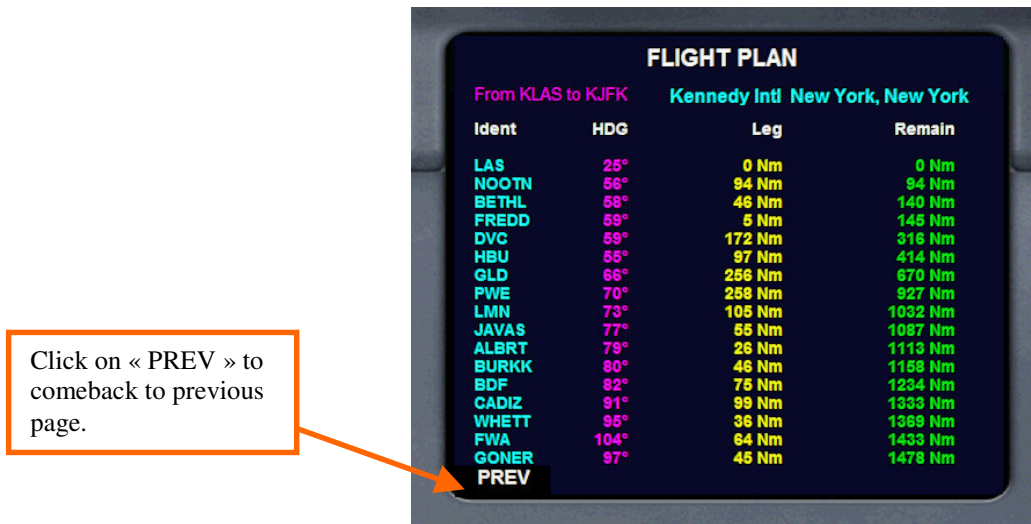 FLIGHT PLAN
From KLAS to KJFK Kennedy Intl New York, New York
Ident HDG Leg Remain
LAS 25° 0 Nm 0 Nm
NOOTN 56° 94 Nm 94 Nm
BETHL 58° 46 Nm 140 Nm
FREDD 59° 5 Nm 145 Nm
DVC 59° 172 Nm 316 Nm
HBU 55° 97 Nm 414 Nm
GLD 66° 256 Nm 670 Nm
PWE 70° 258 Nm 927 Nm
LMN 73° 105 Nm 1032 Nm
JAVAS 77° 55 Nm 1087 Nm
ALBRT 79° 26 Nm 1113 Nm
BURKK 80° 46 Nm 1158 Nm
BDF 82° 75 Nm 1234 Nm
CADIZ 91° 99 Nm 1333 Nm
WHETT 95° 36 Nm 1369 Nm
FWA 104° 64 Nm 1433 Nm
GONER 97° 45 Nm 1478 Nm
PREV
Click on « PREV » to
comeback to previous
page.